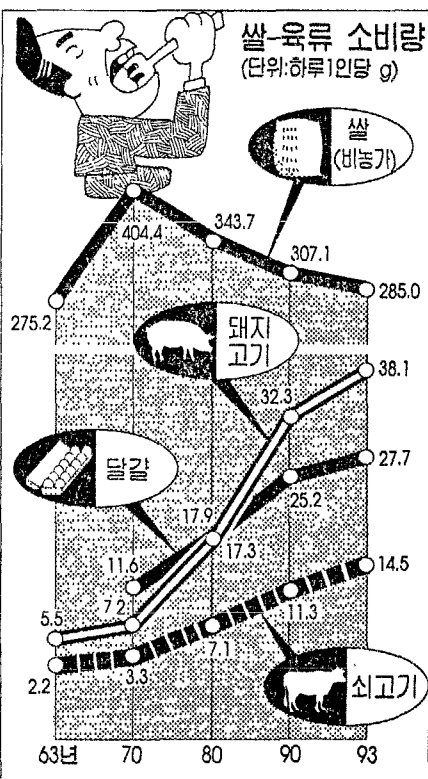 쌀-육류 소비량
(단위:하루1인당 g)
쌀
(비농가)
404.4
343.7
307.1
285.0
275.2
돼지
고기
38.1
32.3
달걀
27.7
25.2
17.9
17.3
11.6
14.5
5.5
7.2
11.3
7.1
2.2
3.3
쇠고기
63년 70 80 90 93